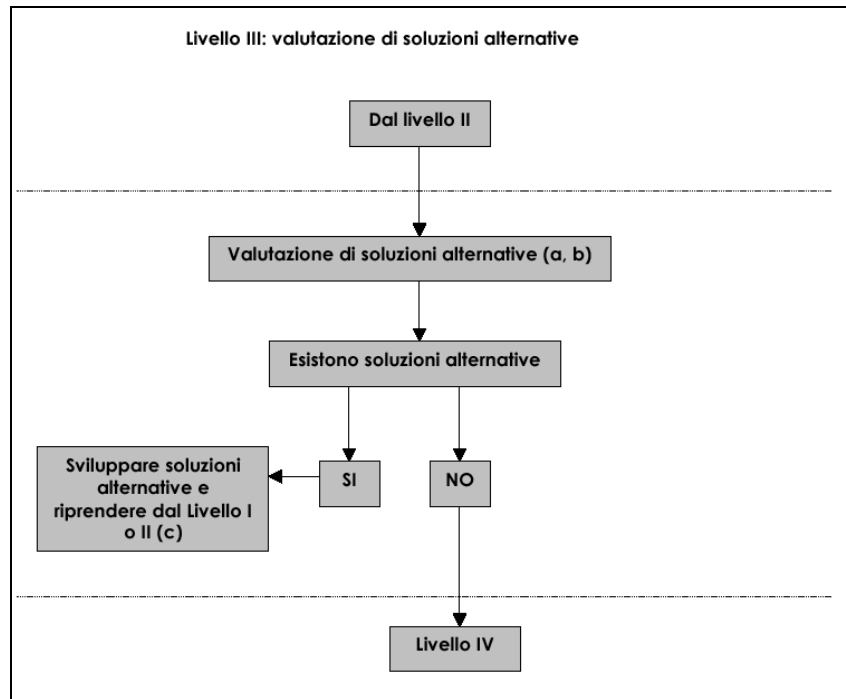 Livello III: valutazione di soluzioni alternative
Dal livello II
Valutazione di soluzioni alternative (a, b)
Esistono soluzioni alternative
Sviluppare soluzioni
alternative e
riprendere dal Livello I
o II (c)
SI
NO
Livello IV